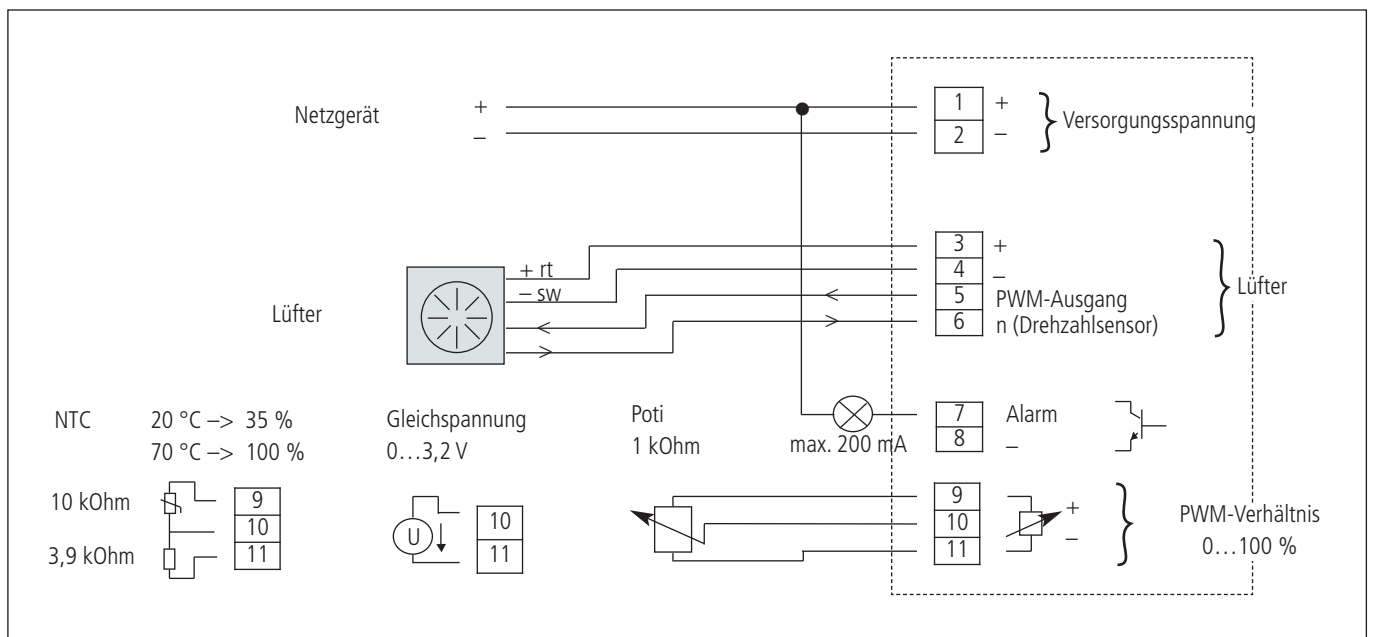 Netzgerät
+
–
1
+
2
–
Versorgungsspannung
Lüfter
+ rt
– sw
3
+
4
–
5
PWM-Ausgang
6
n (Drehzahlsensor)
Lüfter
NTC
20 °C –> 35 %
70 °C –> 100 %
10 kOhm
3,9 kOhm
9
10
11
Gleichspannung
0...3,2 V
U
10
11
Poti
1 kOhm
max. 200 mA
7
Alarm
8
–
9
10
11
+
–
PWM-Verhältnis
0...100 %